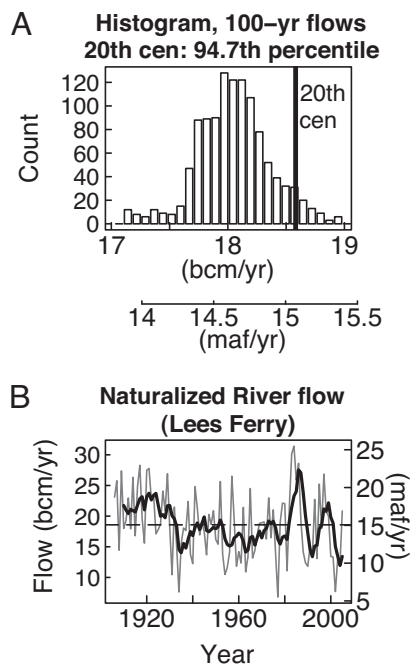 A
Histogram, 100–yr flows
20th cen: 94.7th percentile
Count
120
100
80
60
40
20
0
20th
cen
17 18 19
(bcm/yr)
14 14.5 15 15.5
(maf/yr)
B
Naturalized River flow
(Lees Ferry)
Flow (bcm/yr)
30
25
20
15
10
25
20
15
10
5
(maf/yr)
1920 1960 2000
Year